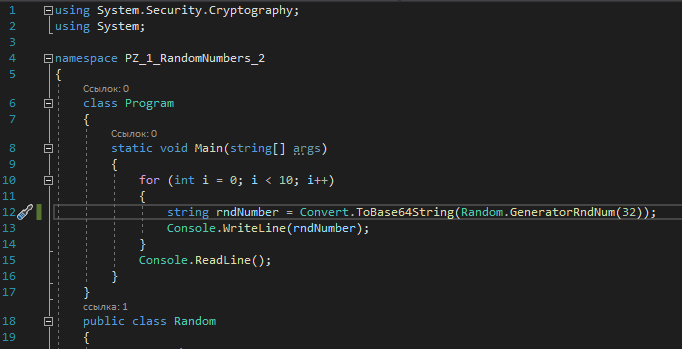 1 using System.Security.Cryptography;
2 using System;
3
4 namespace PZ_1_RandomNumbers_2
5 {
Ссылок: 0
6 class Program
7 {
Ссылок: 0
8 static void Main(string[] args)
9 {
10 for (int i = 0; i < 10; i++)
11 {
12 string rndNumber = Convert.ToBase64String(Random.GeneratorRndNum(32));
13 Console.WriteLine(rndNumber);
14 }
15 Console.ReadLine();
16 }
17 }
ссылка: 1
18 public class Random
19 {